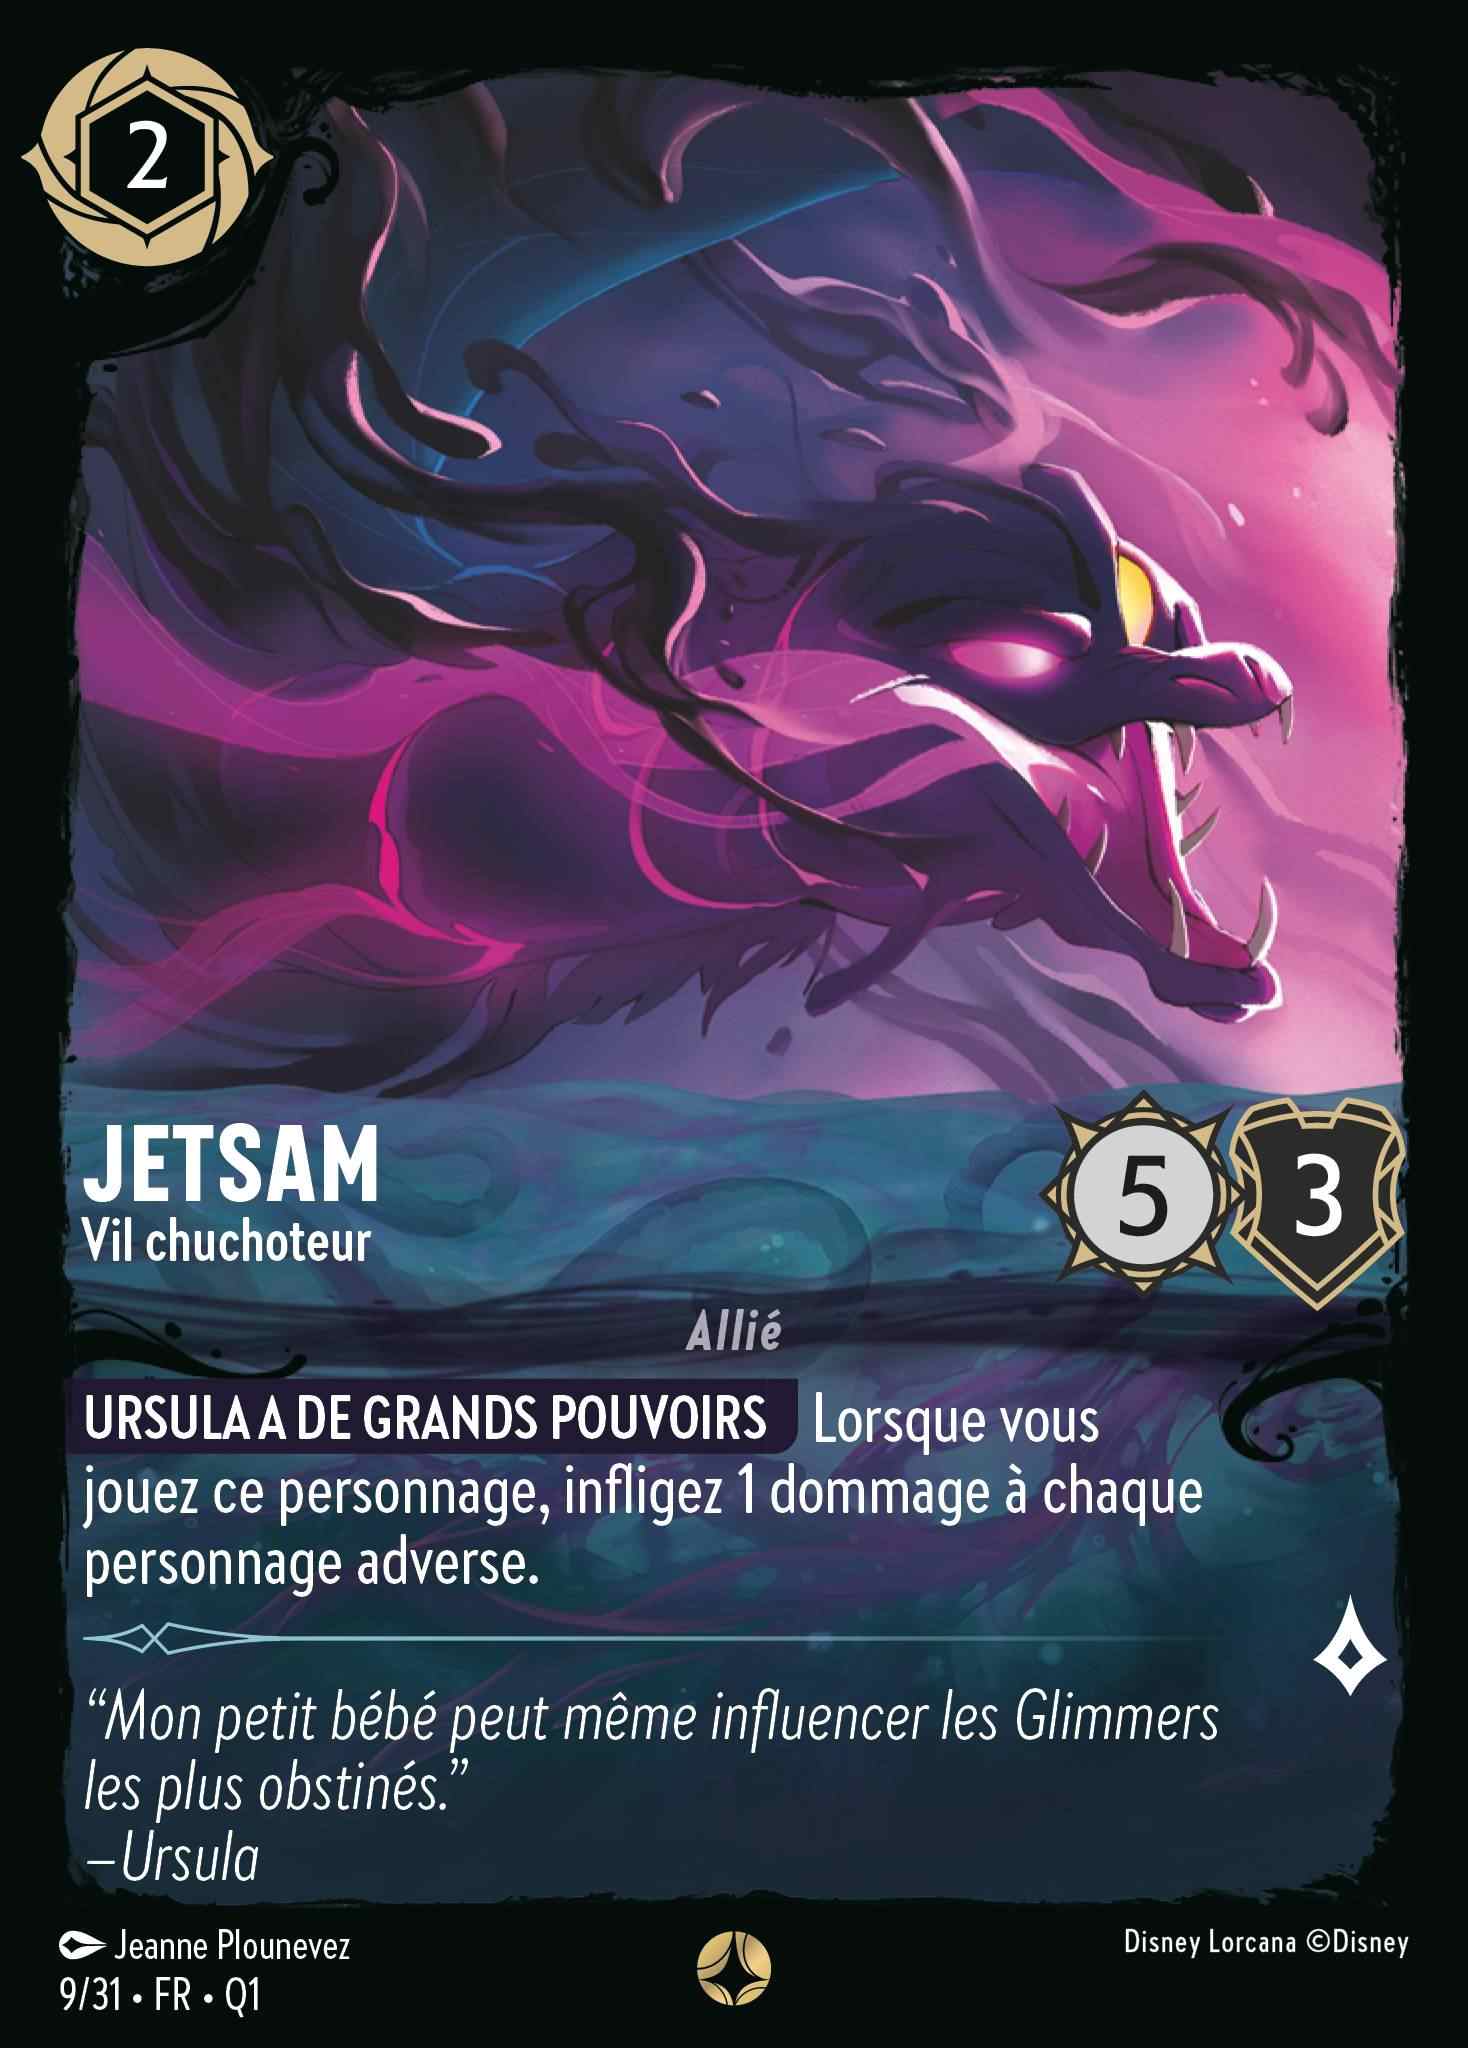 2
JETSAM
Vil chuchoteur
5 3
Allié
URSULA A DE GRANDS POUVOIRS Lorsque vous
jouez ce personnage, infligez 1 dommage à chaque
personnage adverse.
“Mon petit bébé peut même influencer les Glimmers
les plus obstinés.”
–Ursula
Jeanne Plounevez
Disney Lorcana ©Disney
9/31 • FR • Q1